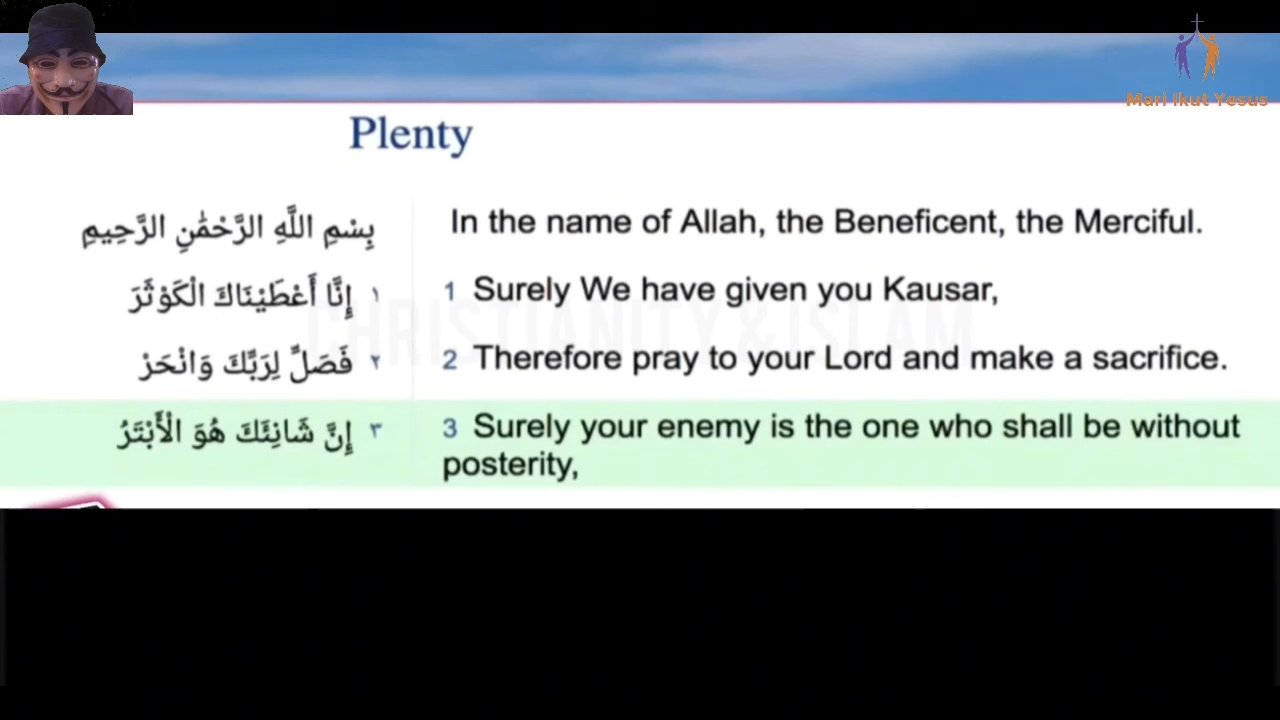 Mari Ikut Yesus
Plenty
بِسْمِ اللَّهِ الرَّحْمَٰنِ الرَّحِيمِ
In the name of Allah, the Beneficent, the Merciful.
١ إِنَّا أَعْطَيْنَاكَ الْكَوْثَرَ
1 Surely We have given you Kausar,
CHRISTIANITY & ISLAM
٢ فَصَلِّ لِرَبِّكَ وَانْحَرْ
2 Therefore pray to your Lord and make a sacrifice.
٣ إِنَّ شَانِئَكَ هُوَ الْأَبْتَرُ
3 Surely your enemy is the one who shall be without
posterity,